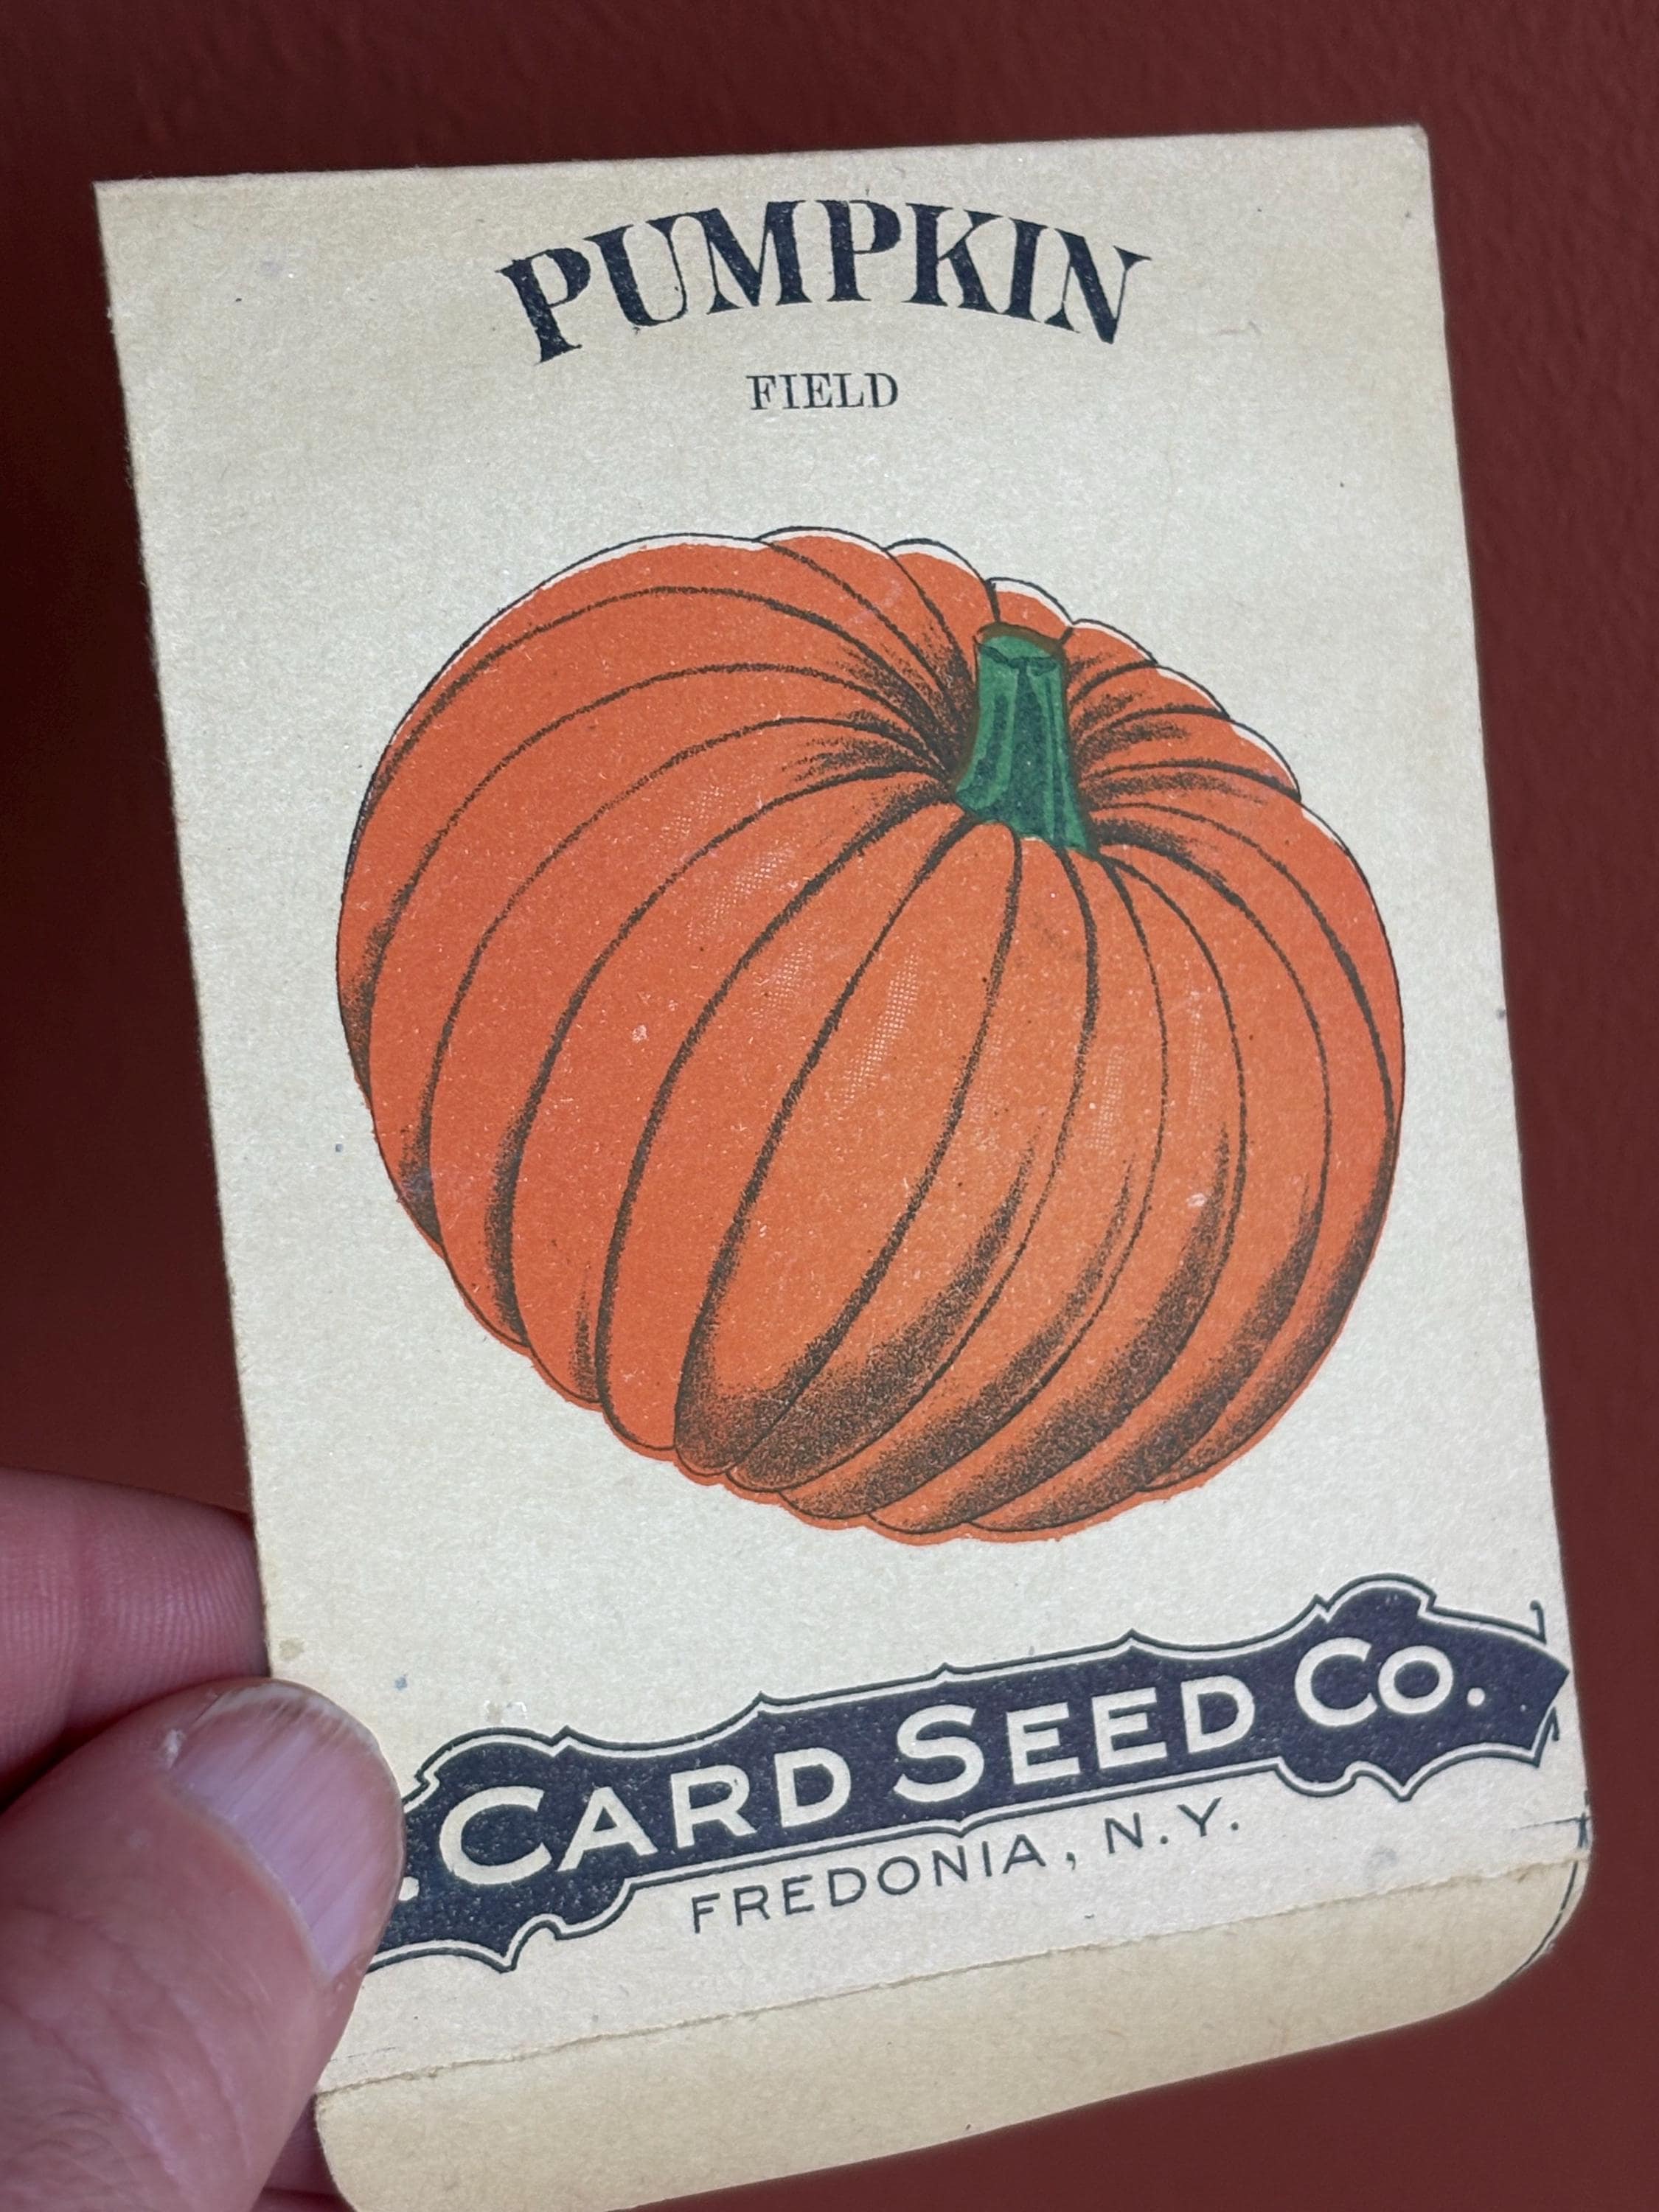 PUMPKIN
FIELD
. CARD SEED CO.
FREDONIA, N.Y.